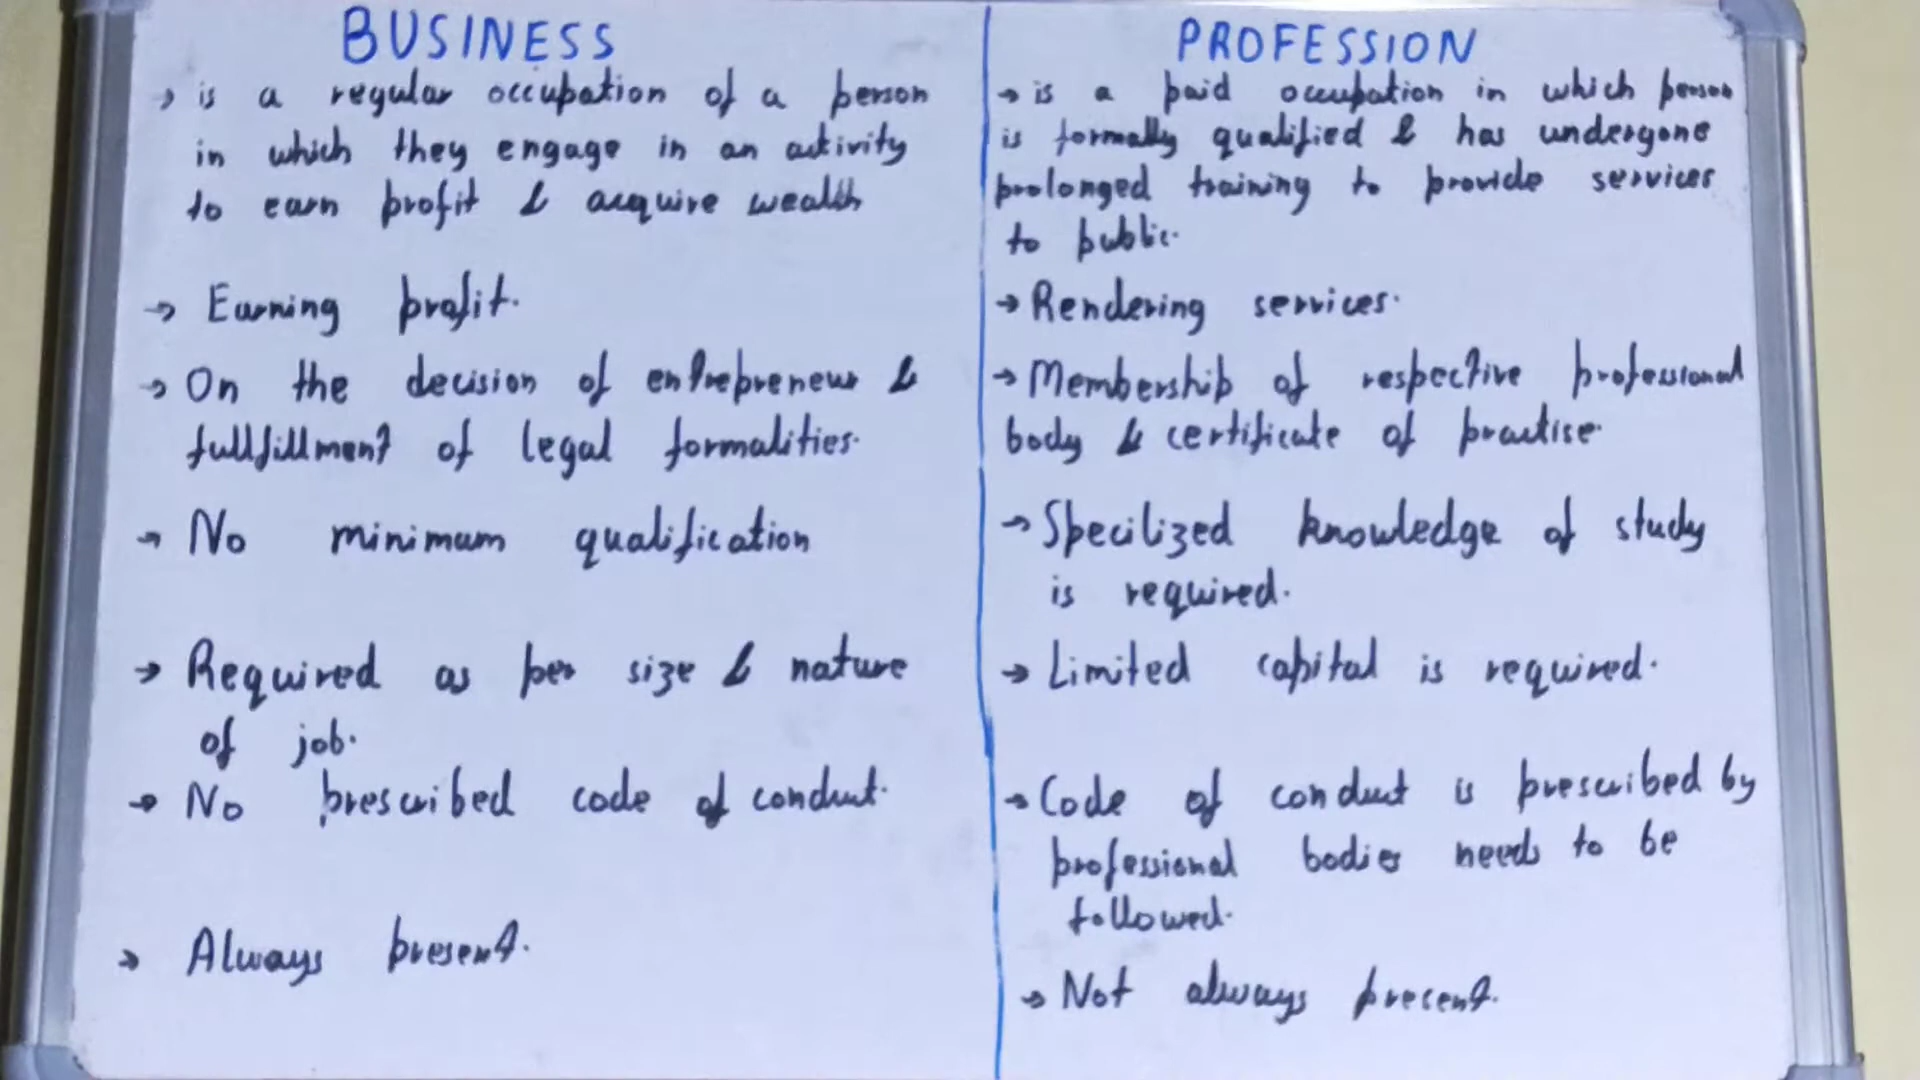 BUSINESS
→ is a regular occupation of a person
in which they engage in an activity
to earn profit & acquire wealth
→ Earning profit.
→ On the decision of entrepreneur &
fullfillment of legal formalities.
→ No minimum qualification
→ Required as per size & nature
of job.
→ No prescribed code of conduct.
→ Always present.
PROFESSION
→ is a paid occupation in which person
is formally qualified & has undergone
prolonged training to provide services
to public.
→ Rendering services.
→ Membership of respective professional
body & certificate of practise.
→ Specilized knowledge of study
is required.
→ Limited capital is required.
→ Code of conduct is prescribed by
professional bodies needs to be
followed.
→ Not always present.